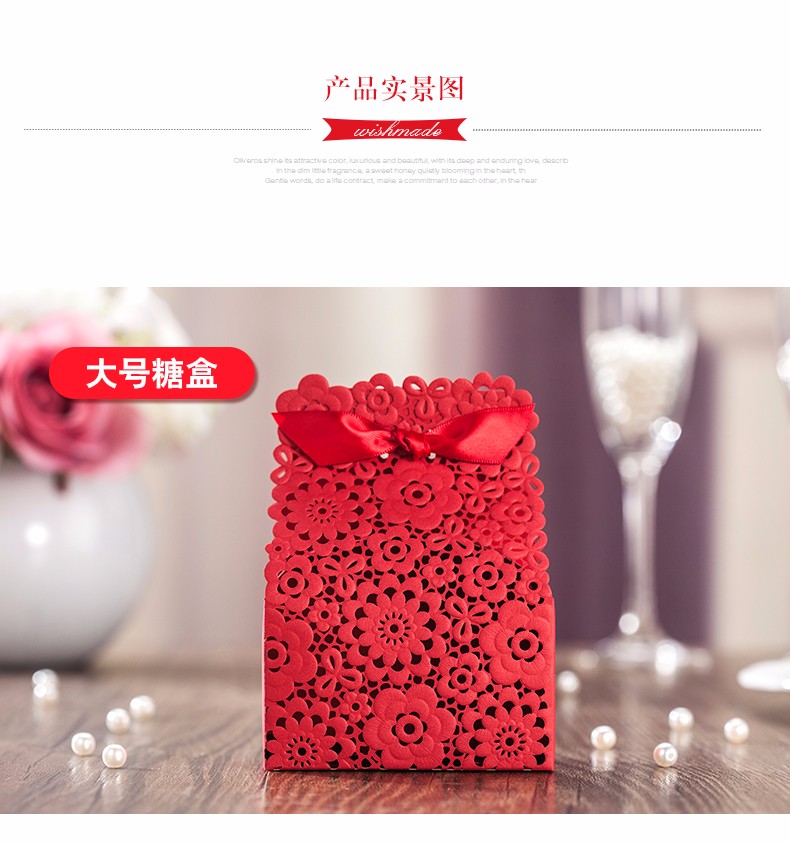 产品实景图
wishmade
Oliveros shine its attractive color, luxurious and beautiful, with its deep and enduring love, describ
In the dim little fragrance, a sweet honey quietly blooming in the heart, th
Gentle words, do a life contract, make a commitment to each other, in the hear
大号糖盒